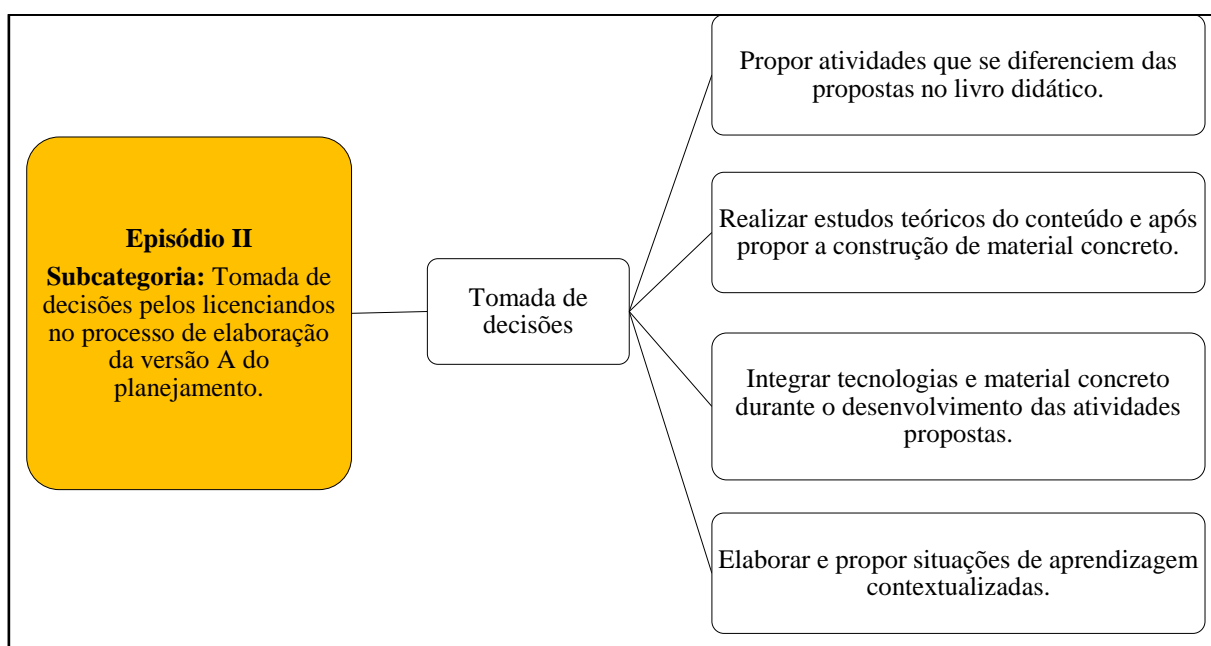 Episódio II
Subcategoria: Tomada de
decisões pelos licenciandos
no processo de elaboração
da versão A do
planejamento.
Tomada de
decisões
Propor atividades que se diferenciem das
propostas no livro didático.
Realizar estudos teóricos do conteúdo e após
propor a construção de material concreto.
Integrar tecnologias e material concreto
durante o desenvolvimento das atividades
propostas.
Elaborar e propor situações de aprendizagem
contextualizadas.